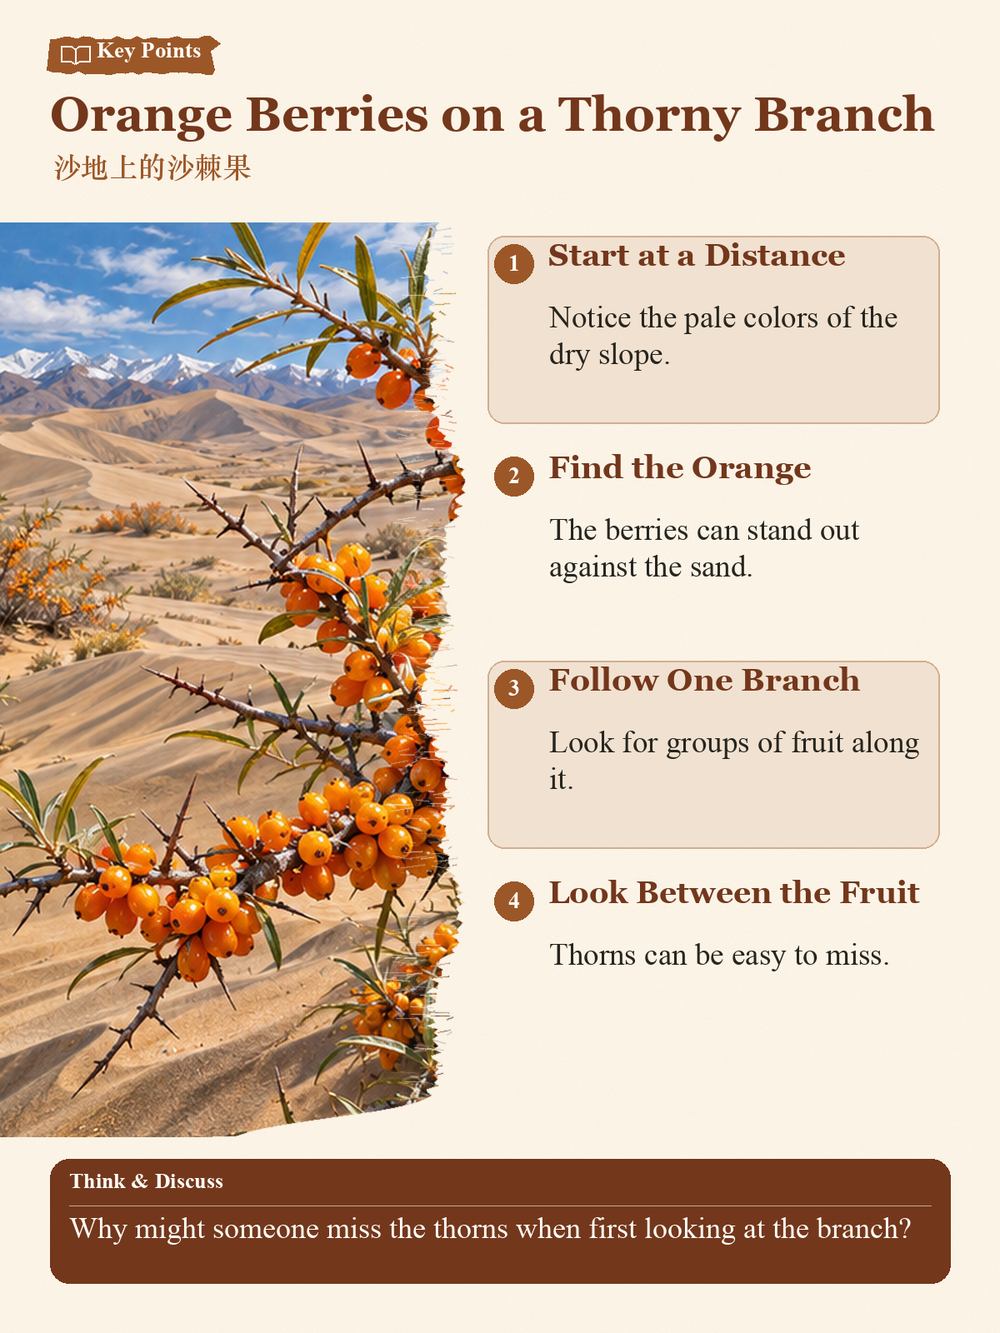 Key Points
Orange Berries on a Thorny Branch
沙地上的沙棘果
1 Start at a Distance
Notice the pale colors of the
dry slope.
2 Find the Orange
The berries can stand out
against the sand.
3 Follow One Branch
Look for groups of fruit along
it.
4 Look Between the Fruit
Thorns can be easy to miss.
Think & Discuss
Why might someone miss the thorns when first looking at the branch?